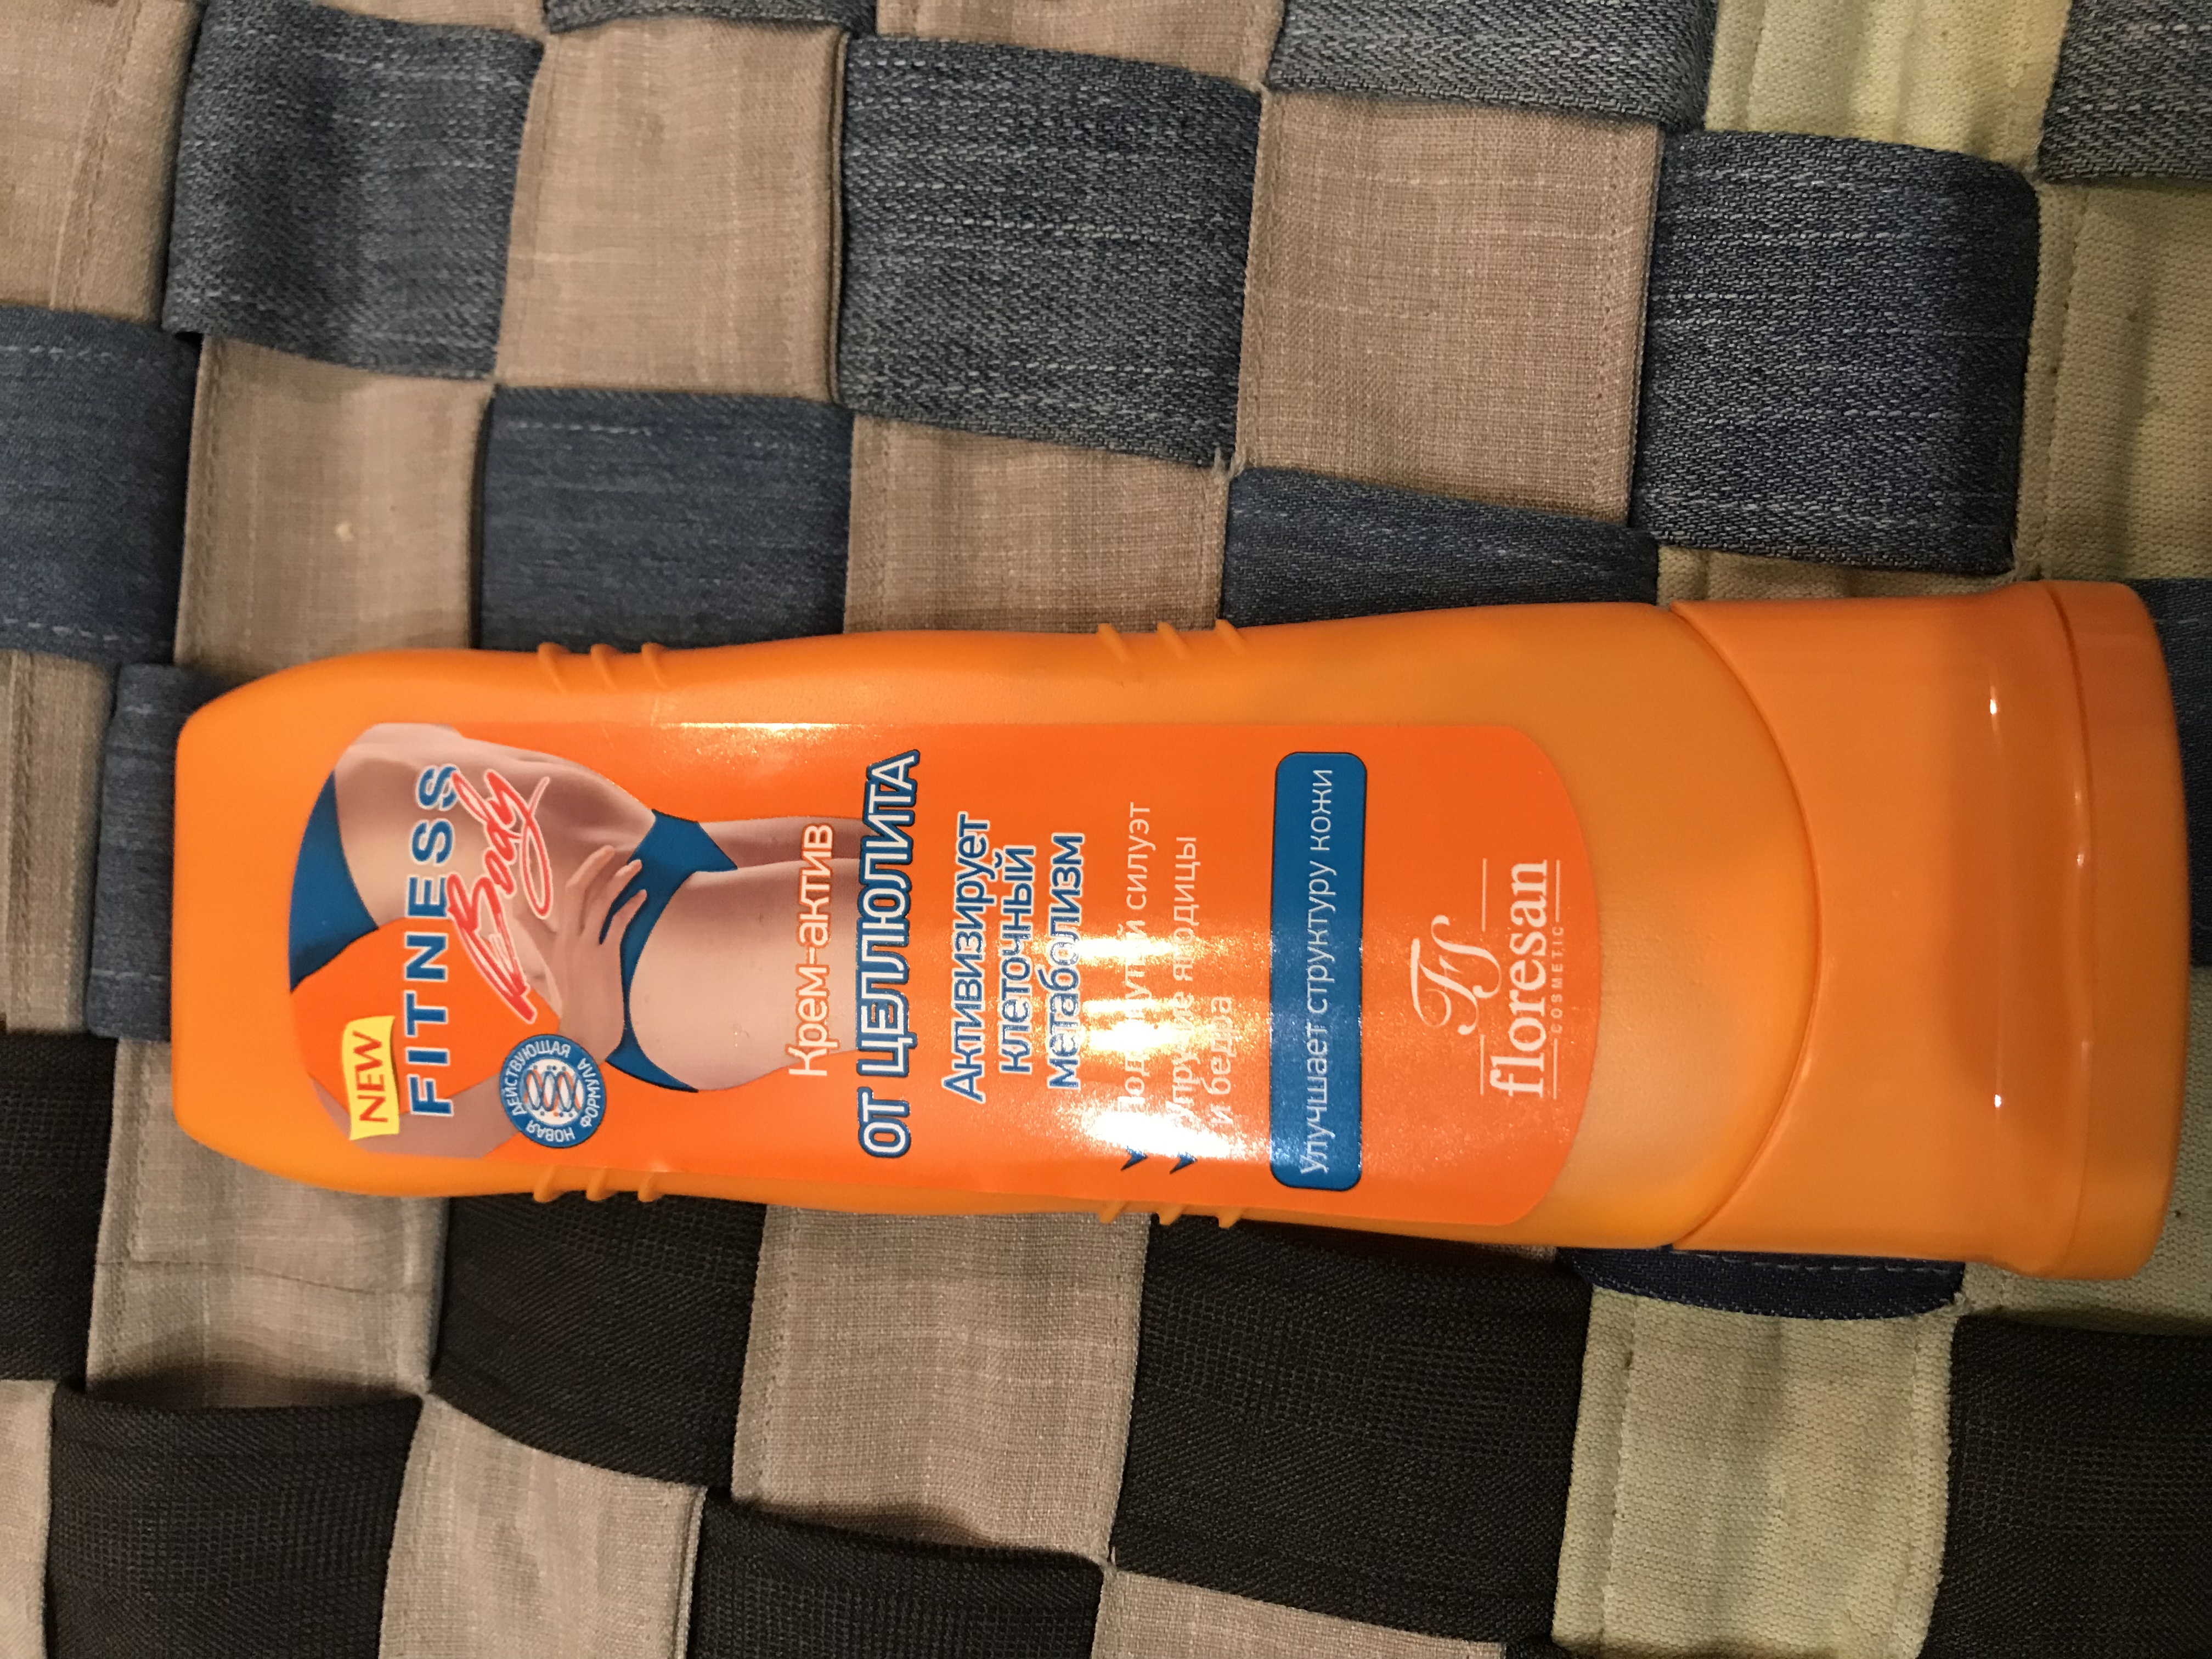 NEW
FITNESS
Body
НОВАЯ ДЕЙСТВУЮЩАЯ ФОРМУЛА
Крем-актив
ОТ ЦЕЛЛЮЛИТА
Активизирует
клеточный
метаболизм
силуэт
ягодицы
и бедра
Улучшает структуру кожи
FS
floresan
COSMETIC